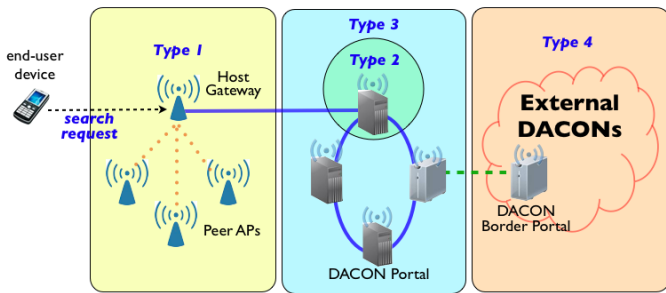 end-user
device
search
request
Type 1
Host
Gateway
Peer APs
Type 3
Type 2
DACON Portal
Type 4
External
DACONs
DACON
Border Portal